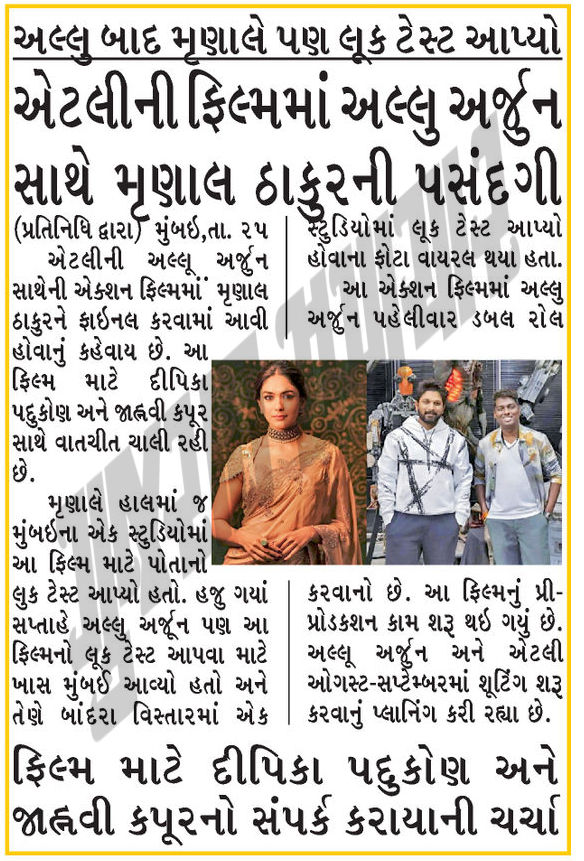 અલ્લુ બાદ મૃણાલે પણ લૂક ટેસ્ટ આપ્યો
એટલીની ફિલ્મમાં અલ્લુ અર્જુન
સાથે મૃણાલ ઠાકુરની પસંદગી
(પ્રતિનિધિ દ્વારા) મુંબઇ,તા. ૨૫
એટલીની અલ્લૂ અર્જુન
સાથેની એક્શન ફિલ્મમાં મૃણાલ
ઠાકુરને ફાઇનલ કરવામાં આવી
હોવાનું કહેવાય છે. આ
ફિલ્મ માટે દીપિકા
પદુકોણ અને જાહ્નવી કપૂર
સાથે વાતચીત ચાલી રહી
છે.
મૃણાલે હાલમાં જ
મુંબઇના એક સ્ટુડિયોમાં
આ ફિલ્મ માટે પોતાનો
લુક ટેસ્ટ આપ્યો હતો. હજુ ગયાં
સપ્તાહે અલ્લુ અર્જૂન પણ આ
ફિલ્મનો લૂક ટેસ્ટ આપવા માટે
ખાસ મુંબઈ આવ્યો હતો અને
તેણે બાંદરા વિસ્તારમાં એક
સ્ટુડિયોમાં લૂક ટેસ્ટ આપ્યો
હોવાના ફોટા વાયરલ થયા હતા.
આ એક્શન ફિલ્મમાં અલ્લુ
અર્જુન પહેલીવાર ડબલ રોલ
કરવાનો છે. આ ફિલ્મનું પ્રી-
પ્રોડકશન કામ શરૂ થઇ ગયું છે.
અલ્લૂ અર્જુન અને એટલી
ઓગસ્ટ-સપ્ટેમ્બરમાં શૂટિંગ શરૂ
કરવાનું પ્લાનિંગ કરી રહ્યા છે.
ફિલ્મ માટે દીપિકા પદુકોણ અને
જાહ્નવી કપૂરનો સંપર્ક કરાયાની ચર્ચા